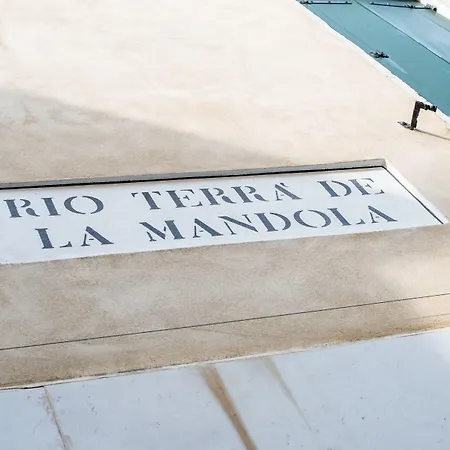 RIO TERRÀ DE
LA MANDOLA